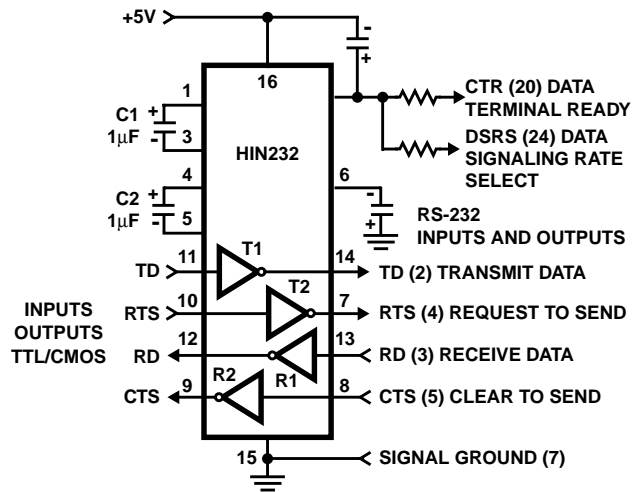 +5V
-
+
16
1
C1
+
1μF
-
3
HIN232
CTR (20) DATA
TERMINAL READY
DSRS (24) DATA
SIGNALING RATE
SELECT
4
C2
+
1μF
-
5
6
-
+
RS-232
INPUTS AND OUTPUTS
TD
11
T1
14
TD (2) TRANSMIT DATA
INPUTS
OUTPUTS
TTL/CMOS
RTS
10
T2
7
RTS (4) REQUEST TO SEND
RD
12
R1
13
RD (3) RECEIVE DATA
CTS
9
R2
8
CTS (5) CLEAR TO SEND
15
SIGNAL GROUND (7)